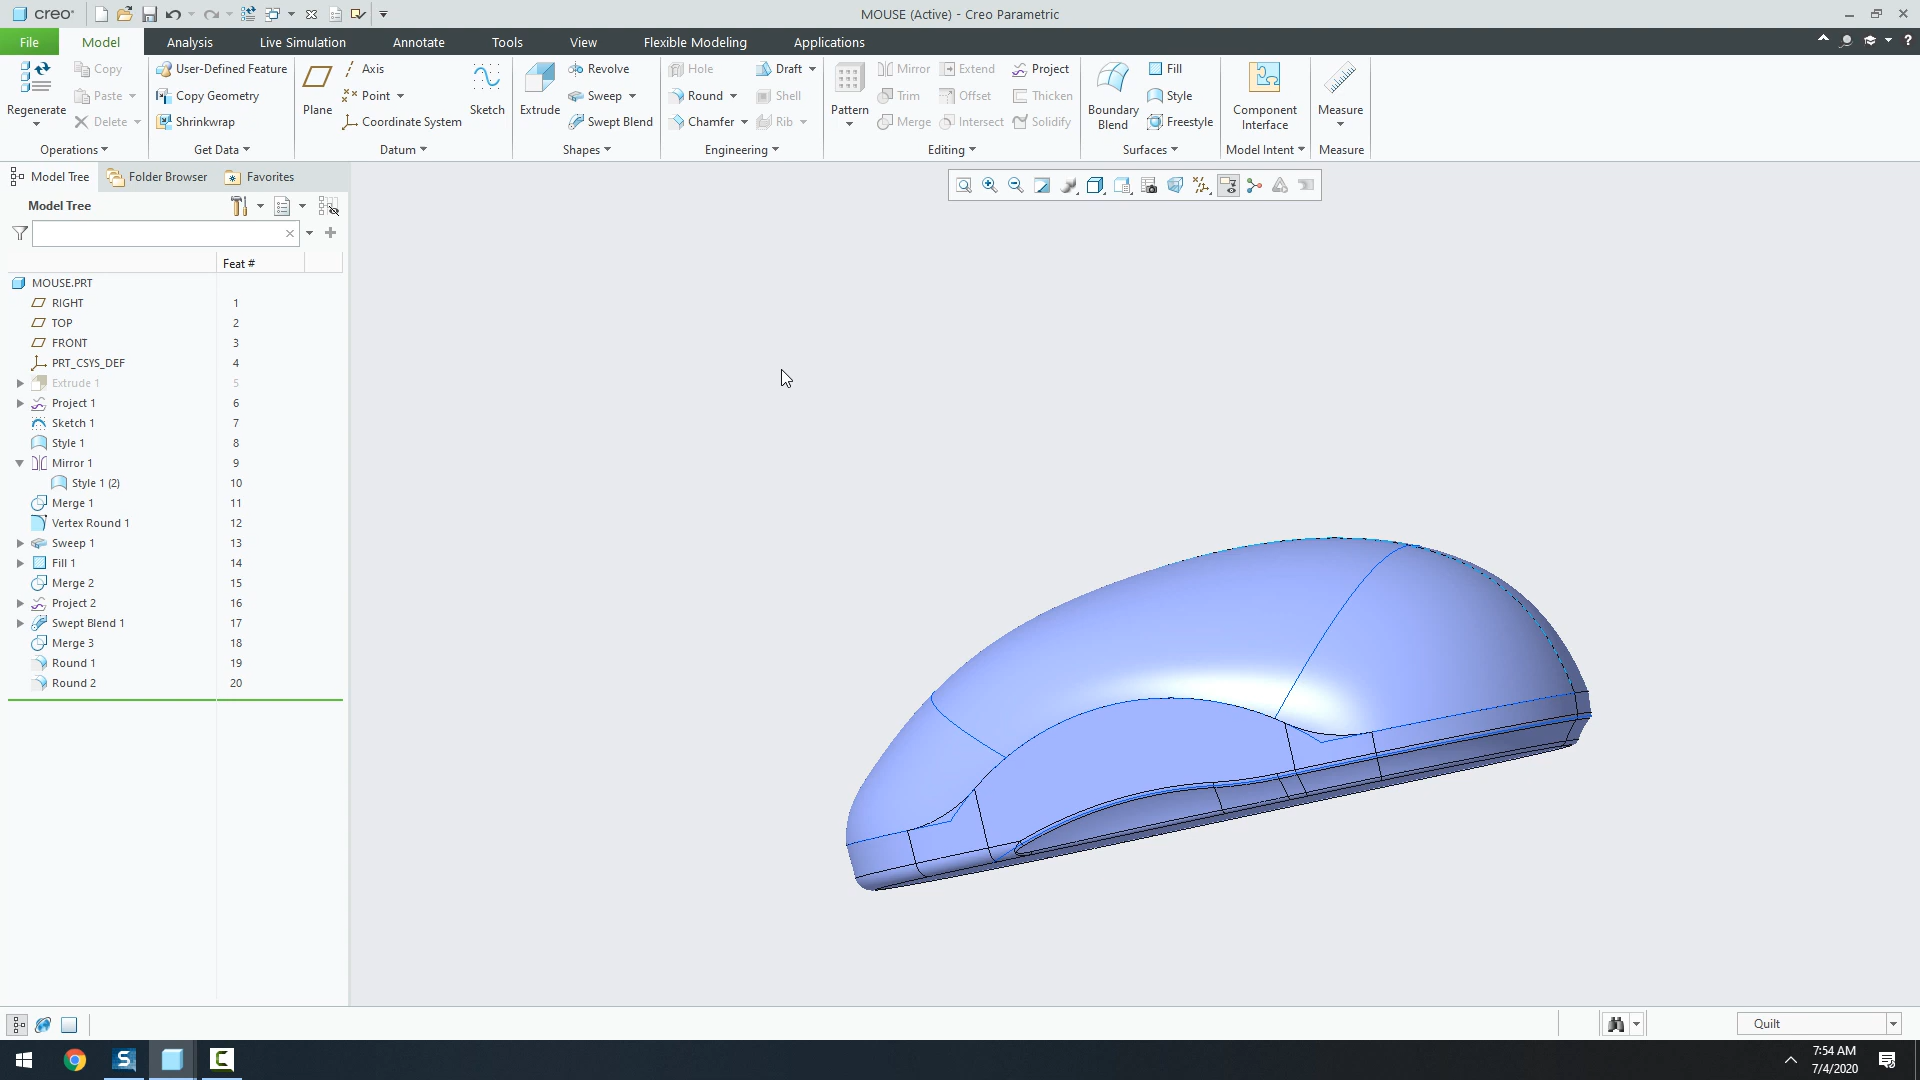 creo
MOUSE (Active) - Creo Parametric
File
Model
Analysis
Live Simulation
Annotate
Tools
View
Flexible Modeling
Applications
?
Regenerate
Copy
Paste
Delete
Operations
User-Defined Feature
Copy Geometry
Shrinkwrap
Get Data
Plane
Axis
Point
Coordinate System
Sketch
Datum
Extrude
Revolve
Sweep
Swept Blend
Shapes
Hole
Round
Chamfer
Draft
Shell
Rib
Engineering
Pattern
Mirror
Trim
Merge
Extend
Offset
Intersect
Project
Thicken
Solidify
Editing
Boundary
Blend
Fill
Style
Freestyle
Surfaces
Component
Interface
Model Intent
Measure
Measure
Model Tree
Folder Browser
Favorites
Model Tree
Feat #
MOUSE.PRT
RIGHT 1
TOP 2
FRONT 3
PRT_CSYS_DEF 4
Extrude 1 5
Project 1 6
Sketch 1 7
Style 1 8
Mirror 1 9
Style 1 (2) 10
Merge 1 11
Vertex Round 1 12
Sweep 1 13
Fill 1 14
Merge 2 15
Project 2 16
Swept Blend 1 17
Merge 3 18
Round 1 19
Round 2 20
Quilt
S
C
7:54 AM
7/4/2020